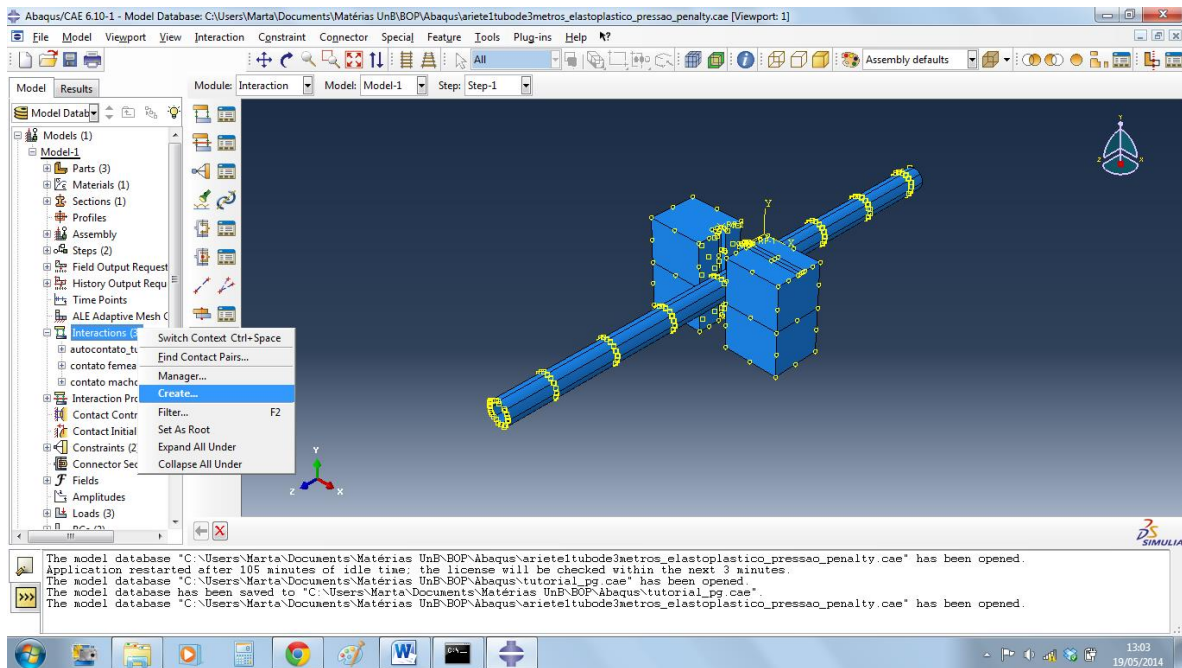 Abaqus/CAE 6.10-1 - Model Database: C:\Users\Marta\Documents\Matérias UnB\BOP\Abaqus\ariete1tubode3metros_elastoplastico_pressao_penalty.cae [Viewport: 1]
File Model Viewport View Interaction Constraint Connector Special Feature Tools Plug-ins Help
All
Assembly defaults
Model Results
Module: Interaction Model: Model-1 Step: Step-1
Model Datab
Models (1)
Model-1
Parts (3)
Materials (1)
Sections (1)
Profiles
Assembly
Steps (2)
Field Output Request
History Output Requ
Time Points
ALE Adaptive Mesh C
Interactions (3
autocontato_tu
contato femea
contato macho
Interaction Pro
Contact Contr
Contact Initial
Constraints (2
Connector Sec
Fields
Amplitudes
Loads (3)
BCs (2)
Switch Context Ctrl+Space
Find Contact Pairs...
Manager...
Create...
Filter... F2
Set As Root
Expand All Under
Collapse All Under
Y
X
RP-1
Y
Z
X
Y
Z
X
SIMULIA
The model database "C:\Users\Marta\Documents\Matérias UnB\BOP\Abaqus\ariete1tubode3metros_elastoplastico_pressao_penalty.cae" has been opened.
Application restarted after 105 minutes of idle time; the license will be checked within the next 3 minutes.
The model database "C:\Users\Marta\Documents\Matérias UnB\BOP\Abaqus\tutorial_pg.cae" has been opened.
The model database has been saved to "C:\Users\Marta\Documents\Matérias UnB\BOP\Abaqus\tutorial_pg.cae".
The model database "C:\Users\Marta\Documents\Matérias UnB\BOP\Abaqus\ariete1tubode3metros_elastoplastico_pressao_penalty.cae" has been opened.
13:03
19/05/2014